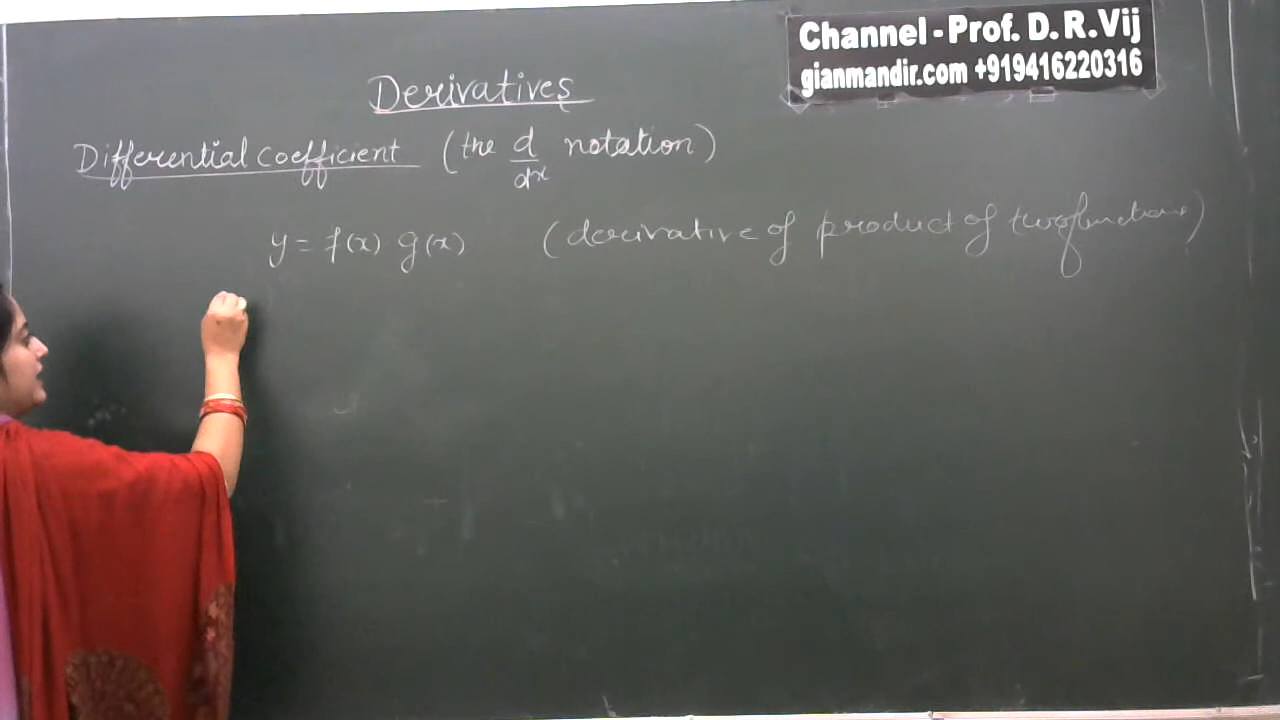 Channel - Prof. D. R. Vij
gianmandir.com +919416220316
Derivatives
Differential coefficient (the d/dx notation)
y = f(x) g(x) (derivative of product of two functions)